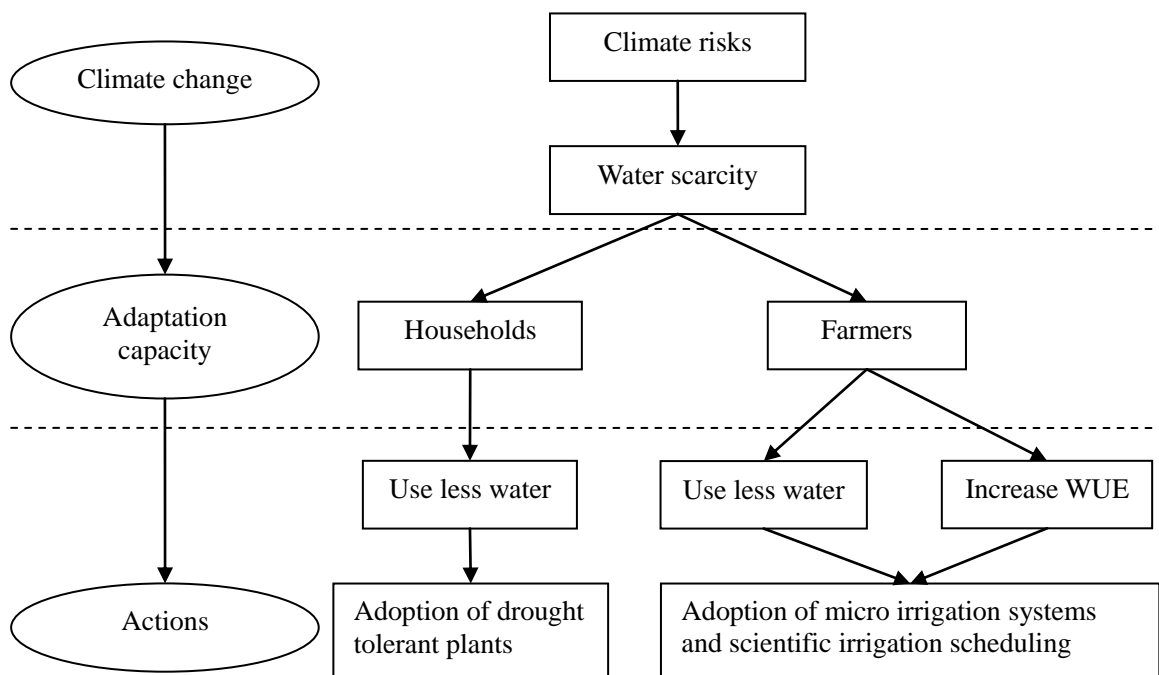 Climate risks
Climate change
Water scarcity
Adaptation
capacity
Households
Farmers
Use less water
Use less water
Increase WUE
Actions
Adoption of drought
tolerant plants
Adoption of micro irrigation systems
and scientific irrigation scheduling